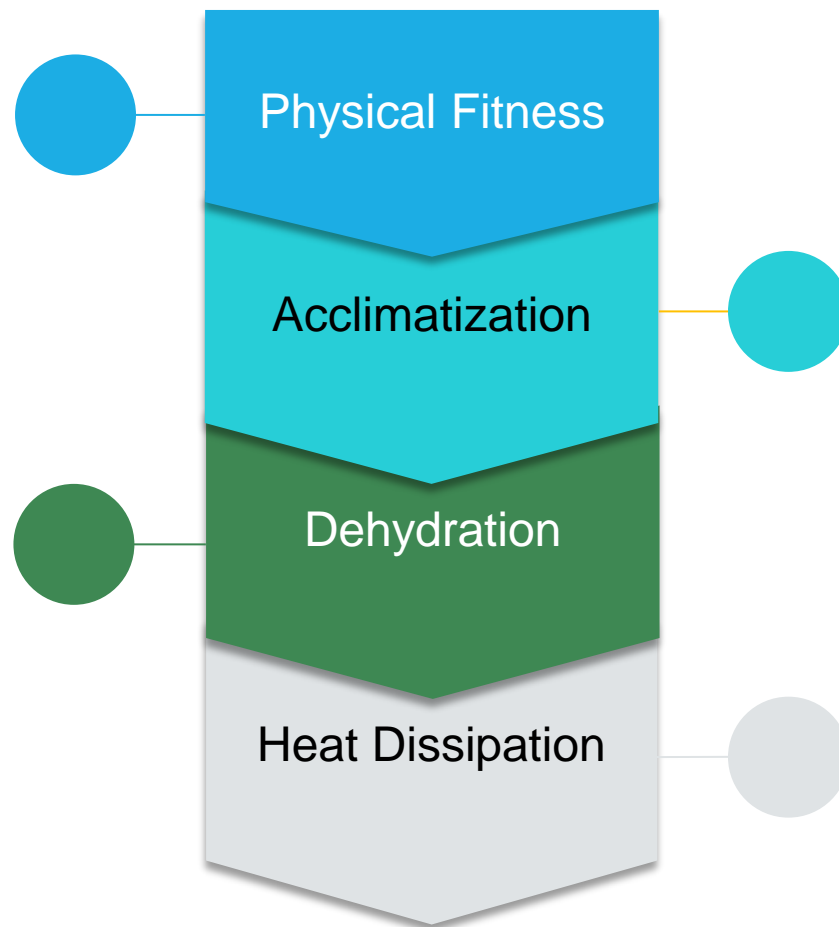 Physical Fitness
Acclimatization
Dehydration
Heat Dissipation